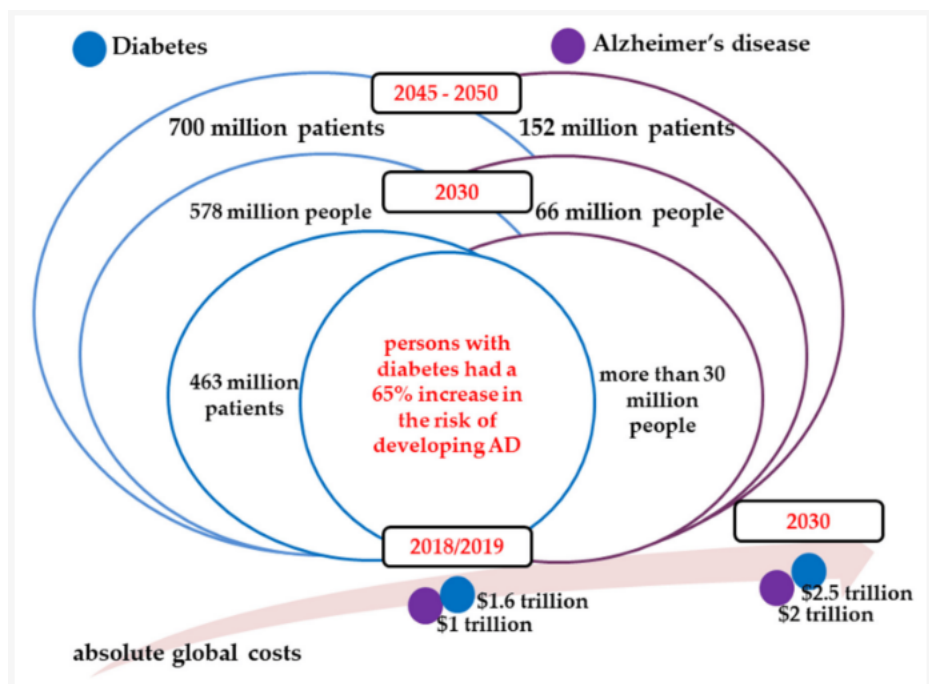 Diabetes
Alzheimer's disease
2045 - 2050
700 million patients
152 million patients
2030
578 million people
66 million people
persons with
diabetes had a
65% increase in
the risk of
developing AD
463 million
patients
more than 30
million
people
2018/2019
2030
$1.6 trillion
$1 trillion
$2.5 trillion
$2 trillion
absolute global costs